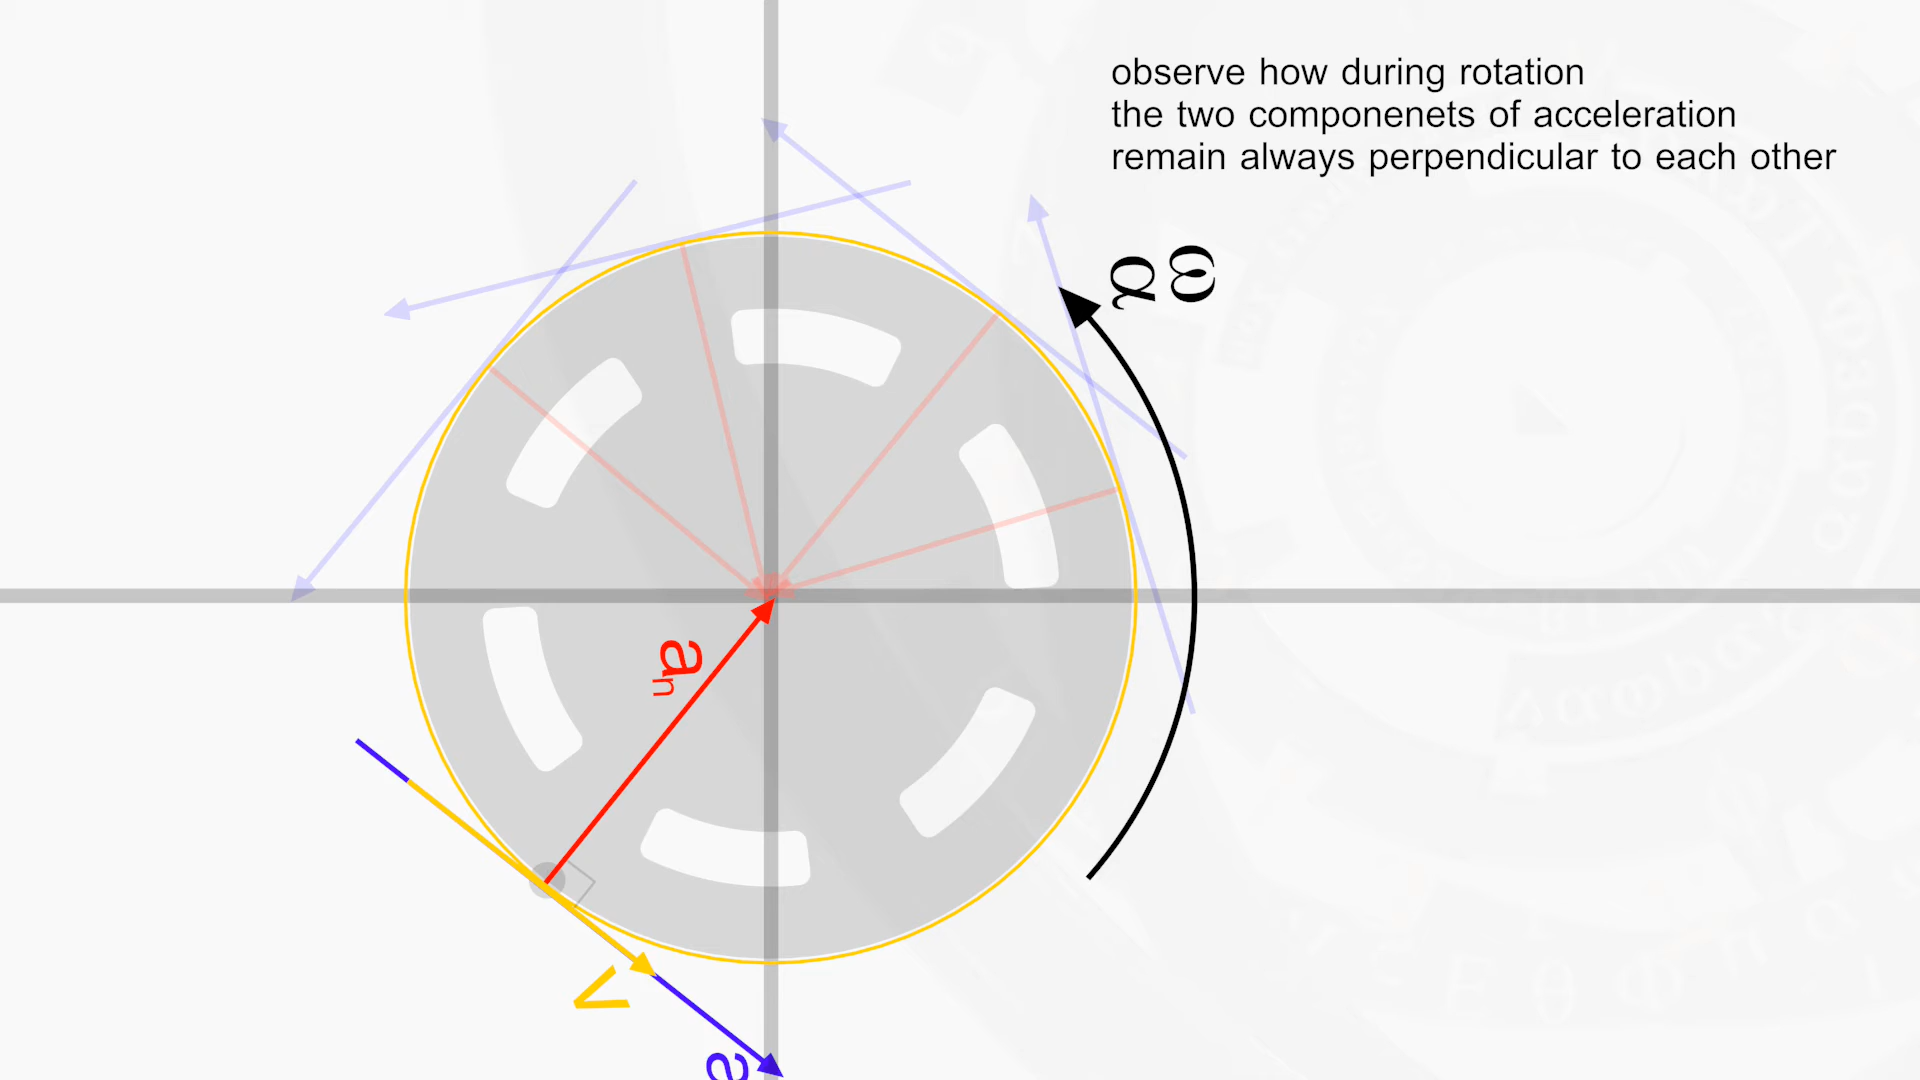 observe how during rotation
the two componenets of acceleration
remain always perpendicular to each other
ω
α
an
v
a